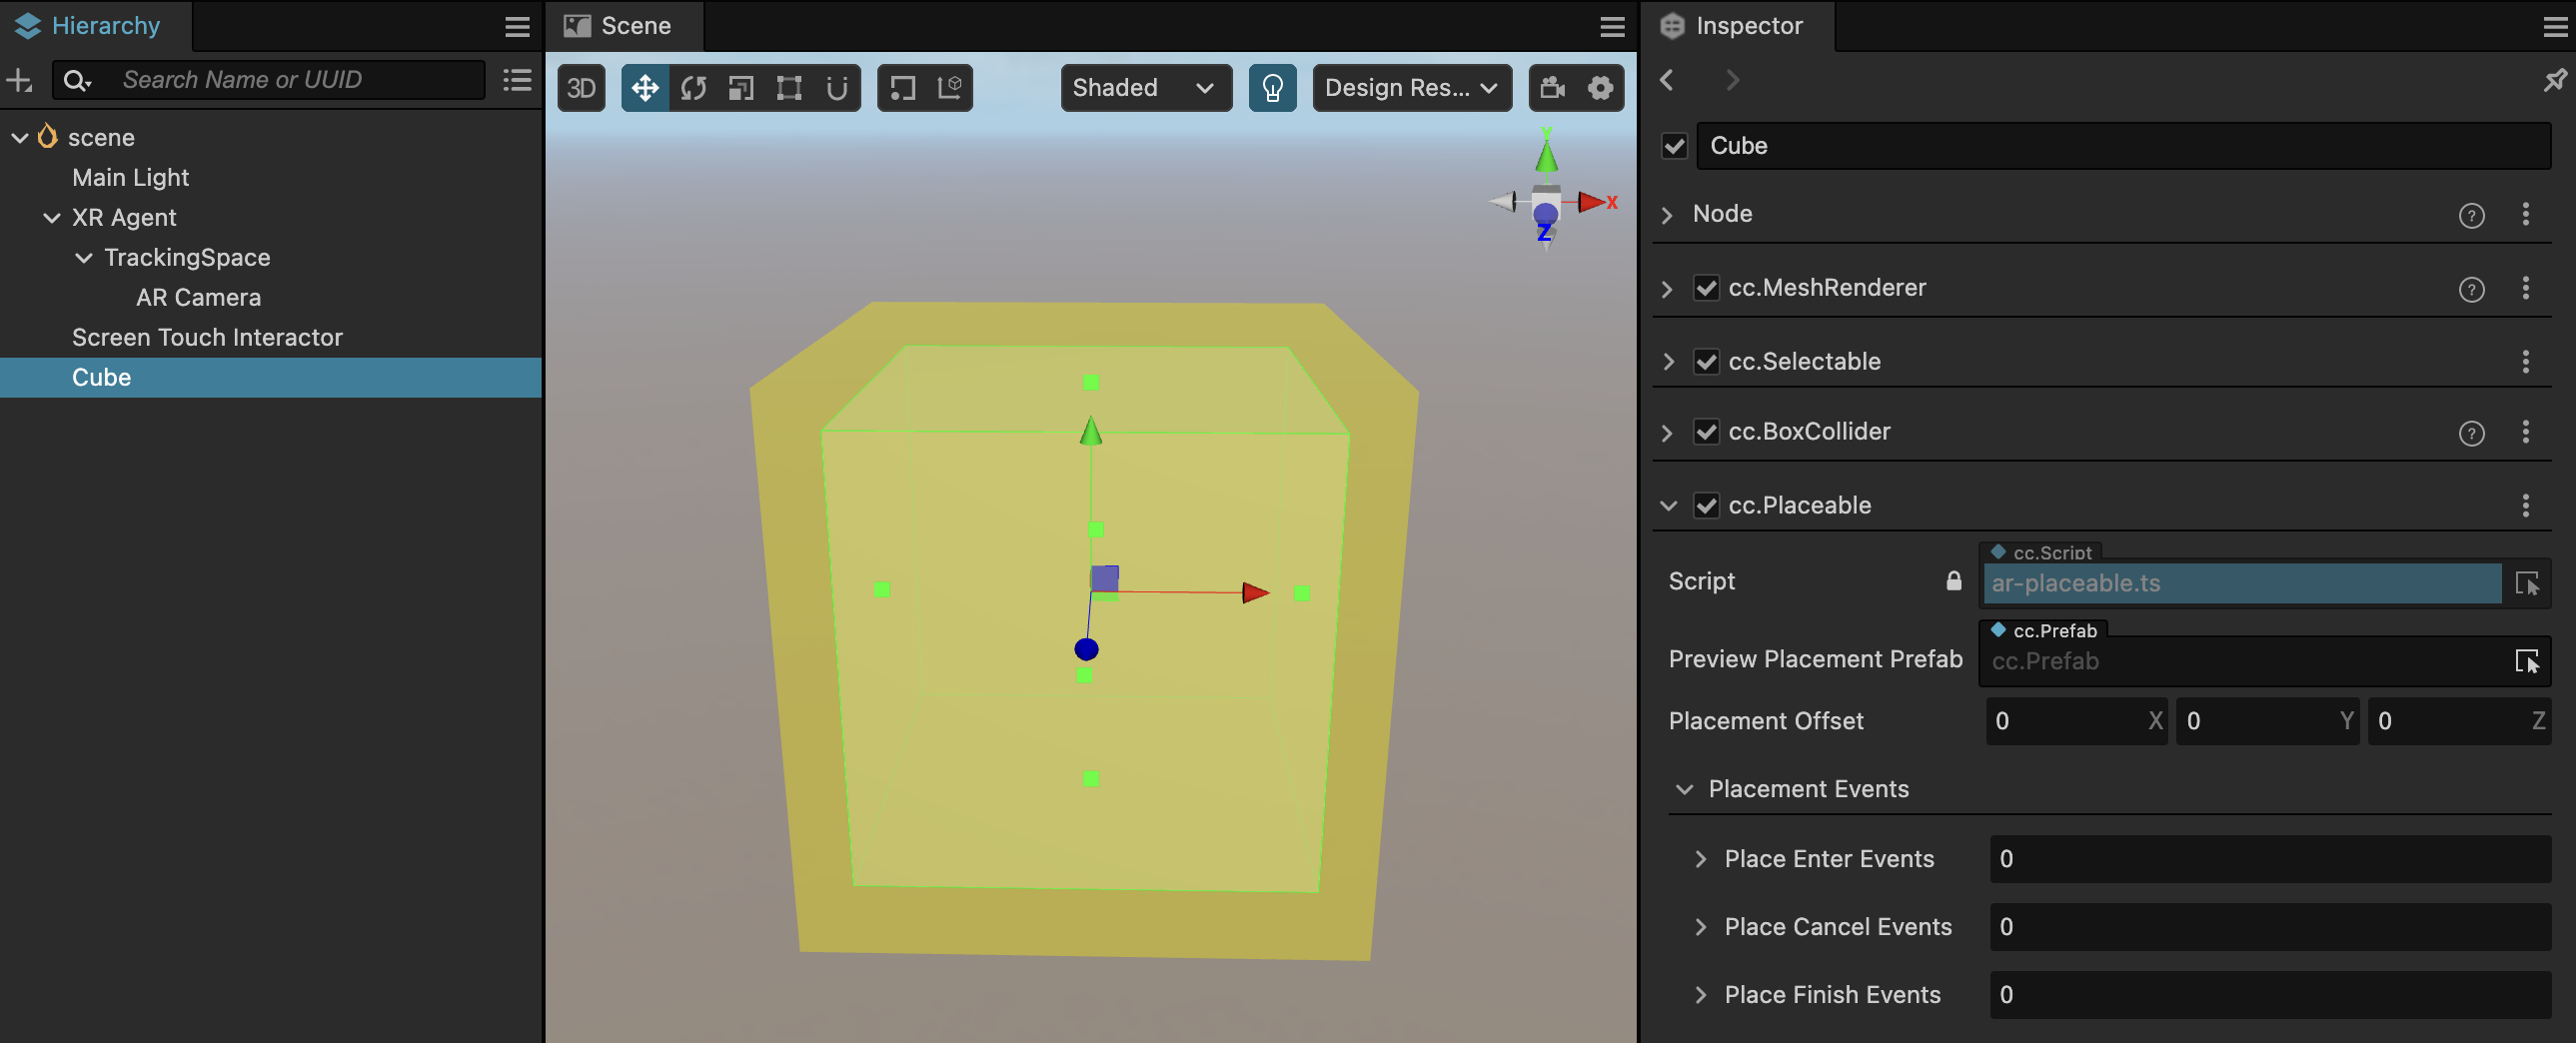 Hierarchy
Search Name or UUID
scene
Main Light
XR Agent
TrackingSpace
AR Camera
Screen Touch Interactor
Cube
Scene
3D
Shaded
Design Res...
Y
X
Z
Inspector
Cube
Node
cc.MeshRenderer
cc.Selectable
cc.BoxCollider
cc.Placeable
cc.Script
Script ar-placeable.ts
cc.Prefab
Preview Placement Prefab cc.Prefab
Placement Offset 0 X 0 Y 0 Z
Placement Events
Place Enter Events 0
Place Cancel Events 0
Place Finish Events 0